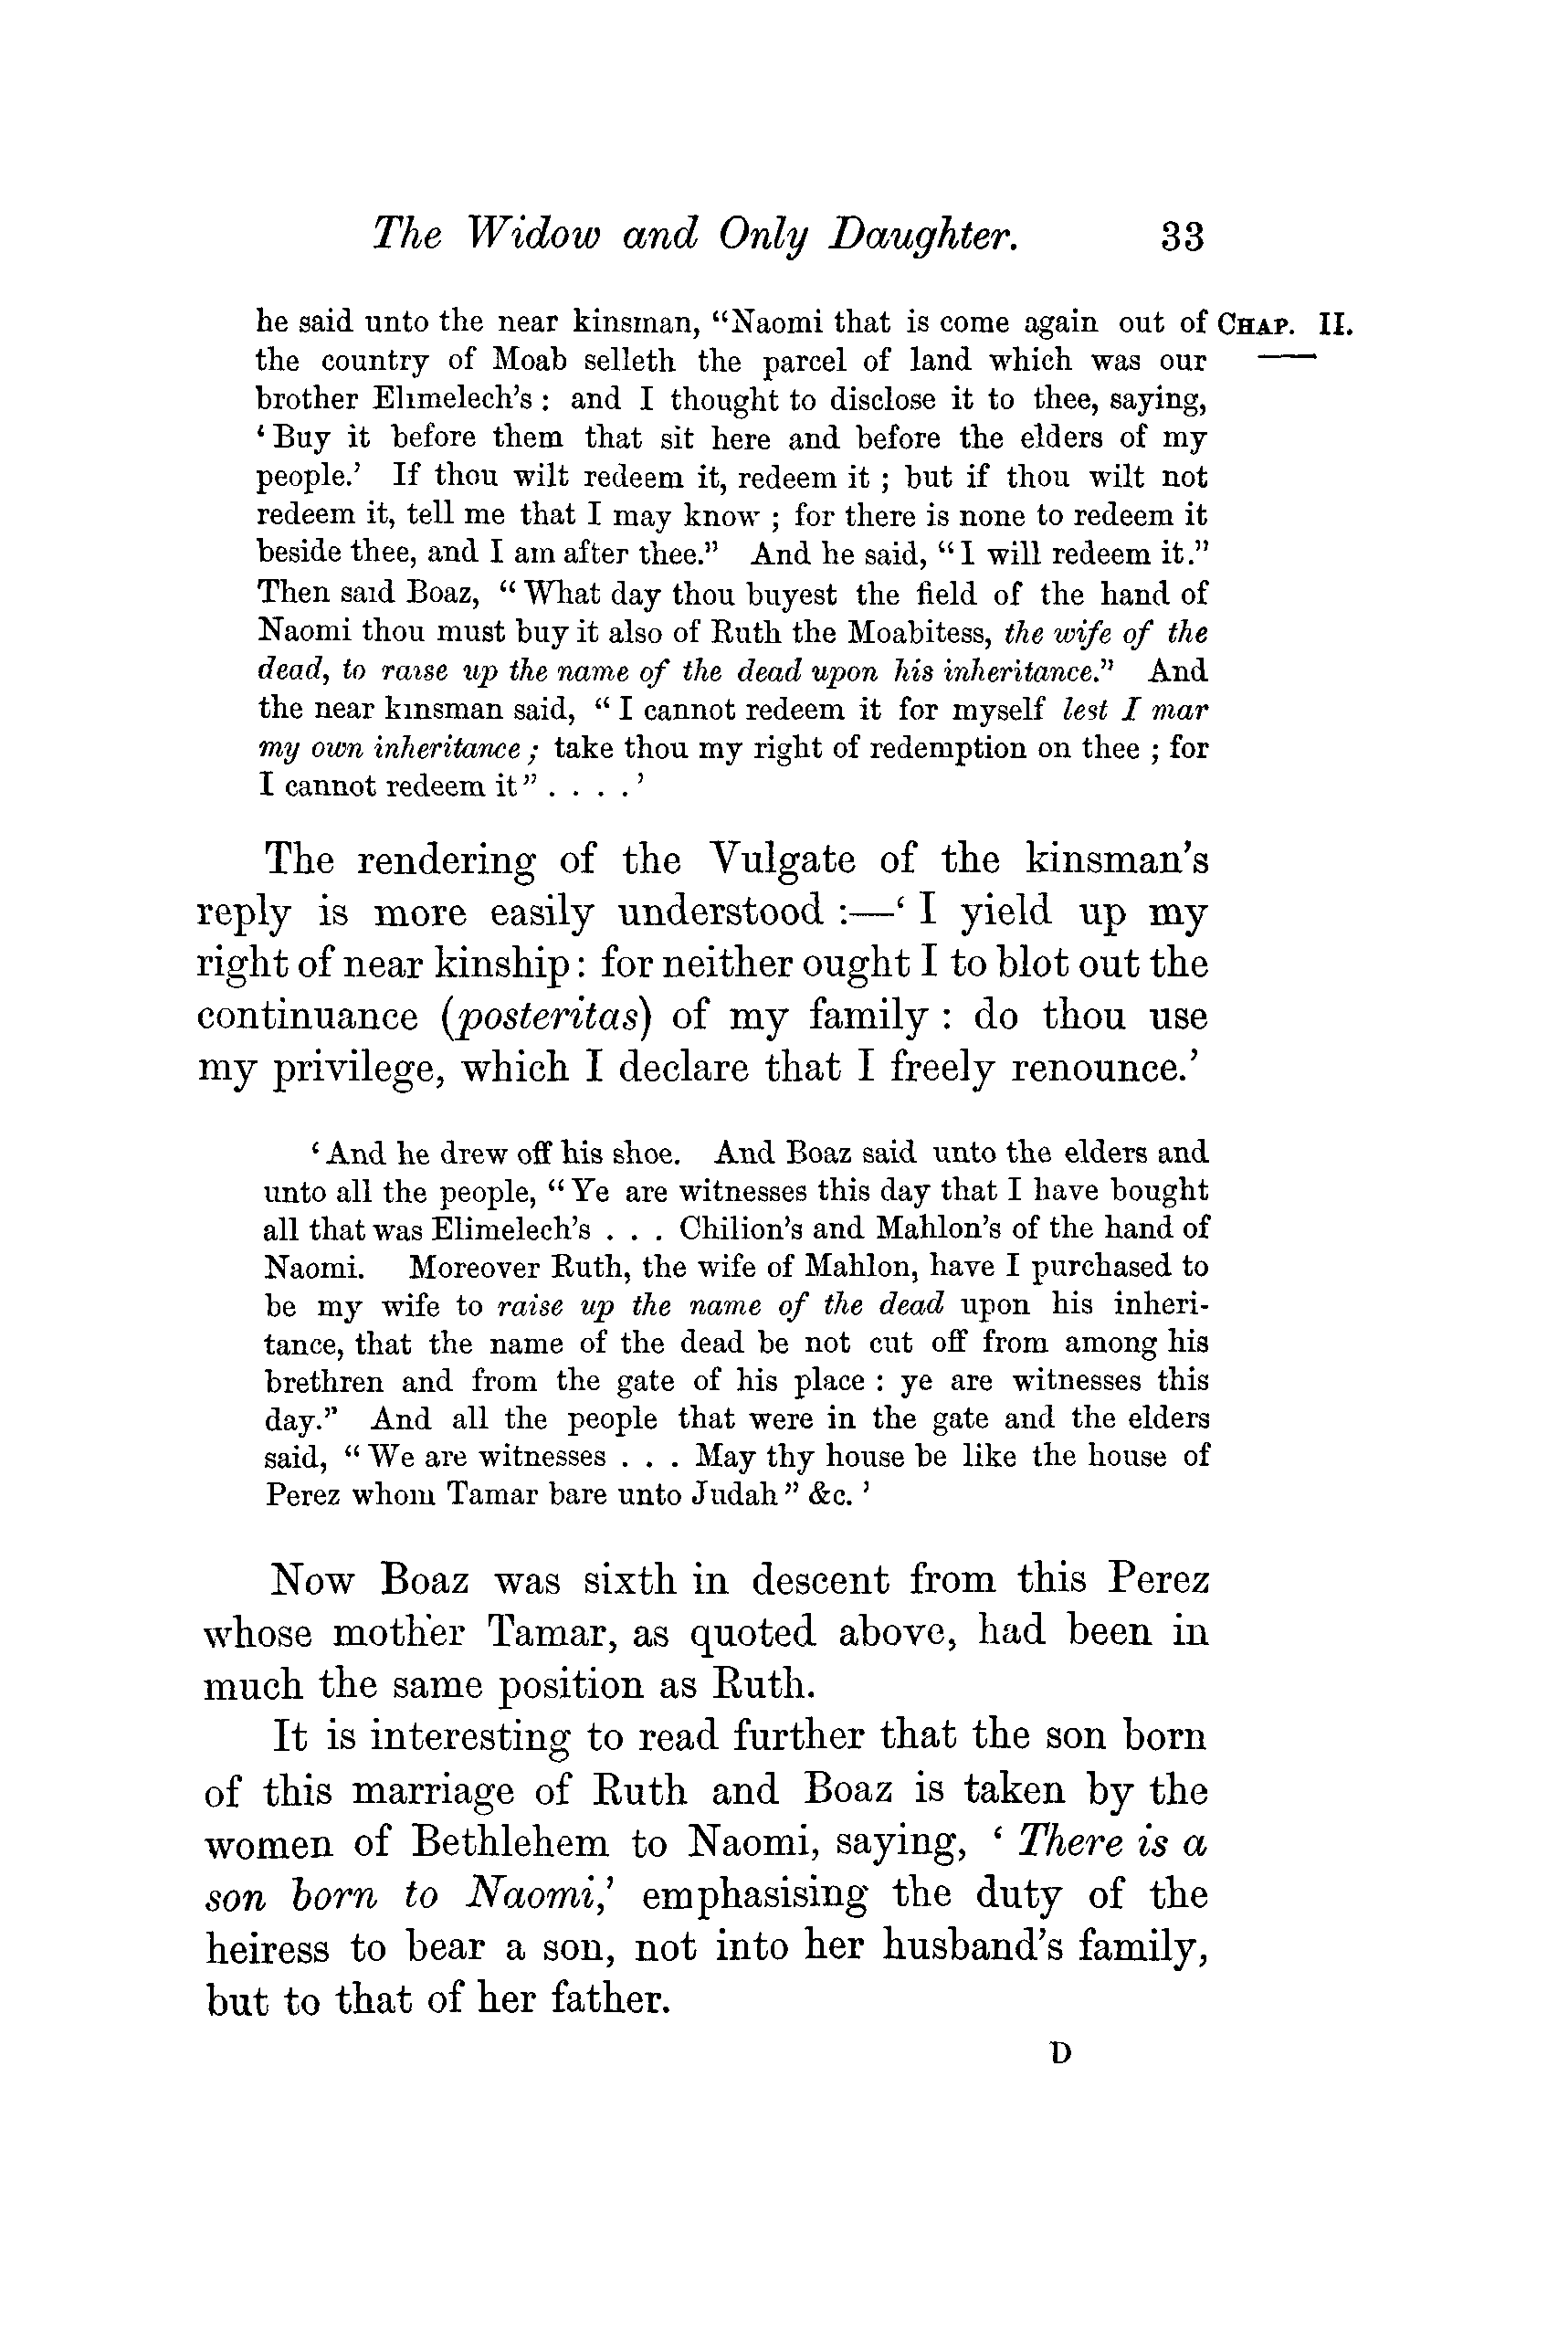 The Widow and Only Daughter. 33
he said unto the near kinsman, “Naomi that is come again out of CHAP. II.
the country of Moab selleth the parcel of land which was our
brother Elimelech’s : and I thought to disclose it to thee, saying,
‘ Buy it before them that sit here and before the elders of my
people.’ If thou wilt redeem it, redeem it ; but if thou wilt not
redeem it, tell me that I may know ; for there is none to redeem it
beside thee, and I am after thee.” And he said, “ I will redeem it.”
Then said Boaz, “ What day thou buyest the field of the hand of
Naomi thou must buy it also of Ruth the Moabitess, the wife of the
dead, to raise up the name of the dead upon his inheritance.” And
the near kinsman said, “ I cannot redeem it for myself lest I mar
my own inheritance ; take thou my right of redemption on thee ; for
I cannot redeem it ” . . . . ’
The rendering of the Vulgate of the kinsman’s
reply is more easily understood :—‘ I yield up my
right of near kinship : for neither ought I to blot out the
continuance (posteritas) of my family : do thou use
my privilege, which I declare that I freely renounce.’
‘ And he drew off his shoe. And Boaz said unto the elders and
unto all the people, “ Ye are witnesses this day that I have bought
all that was Elimelech’s . . . Chilion’s and Mahlon’s of the hand of
Naomi. Moreover Ruth, the wife of Mahlon, have I purchased to
be my wife to raise up the name of the dead upon his inheri-
tance, that the name of the dead be not cut off from among his
brethren and from the gate of his place : ye are witnesses this
day.” And all the people that were in the gate and the elders
said, “ We are witnesses . . . May thy house be like the house of
Perez whom Tamar bare unto Judah ” &c. ’
Now Boaz was sixth in descent from this Perez
whose mother Tamar, as quoted above, had been in
much the same position as Ruth.
It is interesting to read further that the son born
of this marriage of Ruth and Boaz is taken by the
women of Bethlehem to Naomi, saying, ‘ There is a
son born to Naomi,’ emphasising the duty of the
heiress to bear a son, not into her husband’s family,
but to that of her father.
D